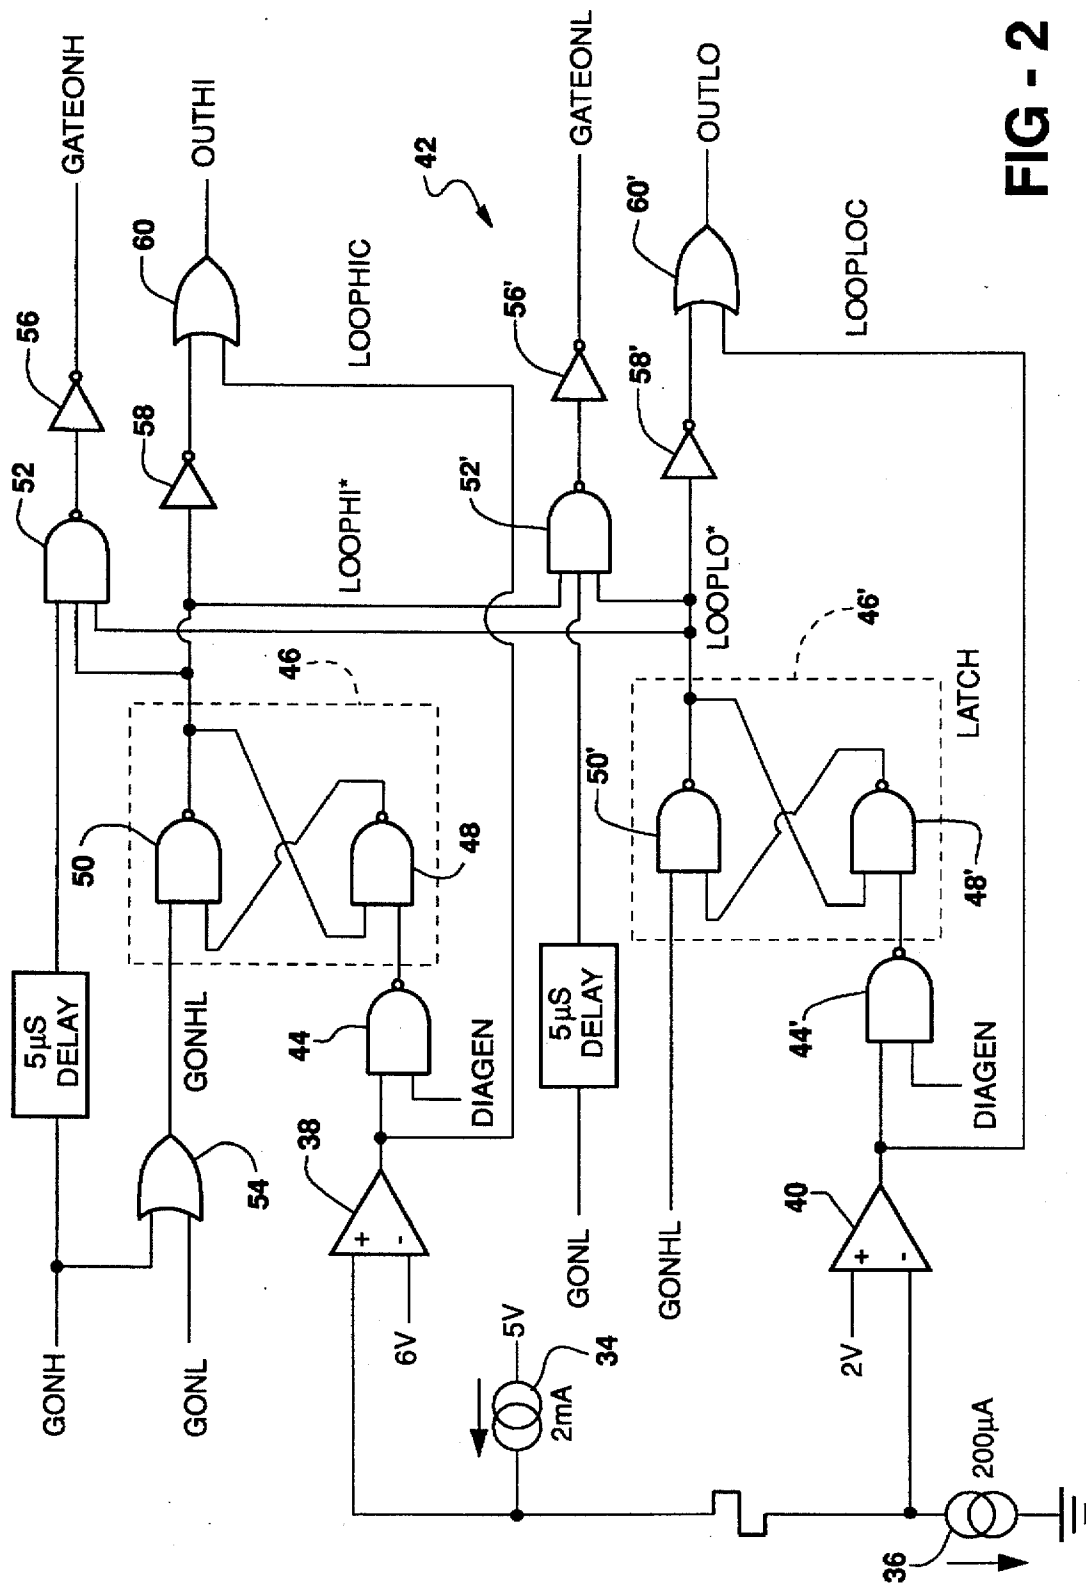 FIG - 2
GONH
GONL
5µS
DELAY
54
GONHL
50
52
56
GATEONH
58
60
OUTHI
46
48
44
DIAGEN
38
+
-
6V
LOOPHI*
LOOPHIC
42
5V
34
2mA
GONL
5µS
DELAY
52'
56'
GATEONL
GONHL
50'
LOOPLO*
58'
60'
OUTLO
46'
LATCH
48'
44'
DIAGEN
40
+
-
2V
LOOPLOC
36
200µA